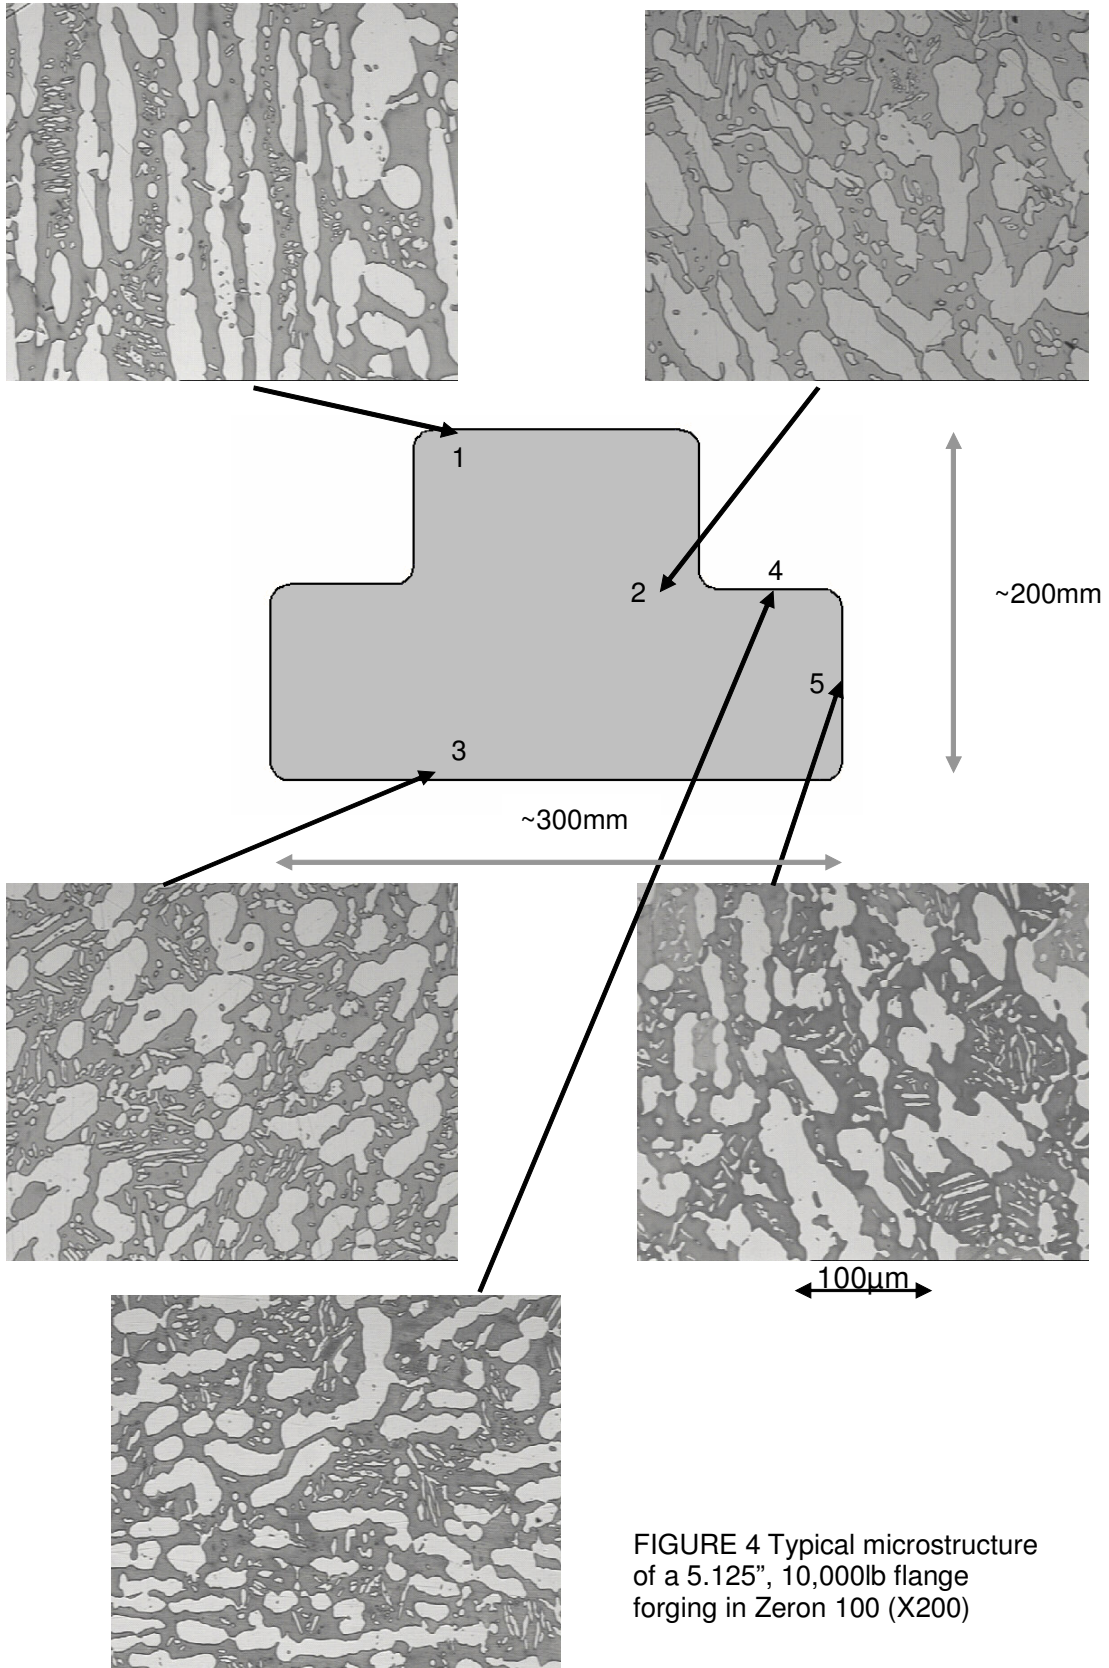 1
4
2
~200mm
5
3
~300mm
100µm
FIGURE 4 Typical microstructure
of a 5.125”, 10,000lb flange
forging in Zeron 100 (X200)